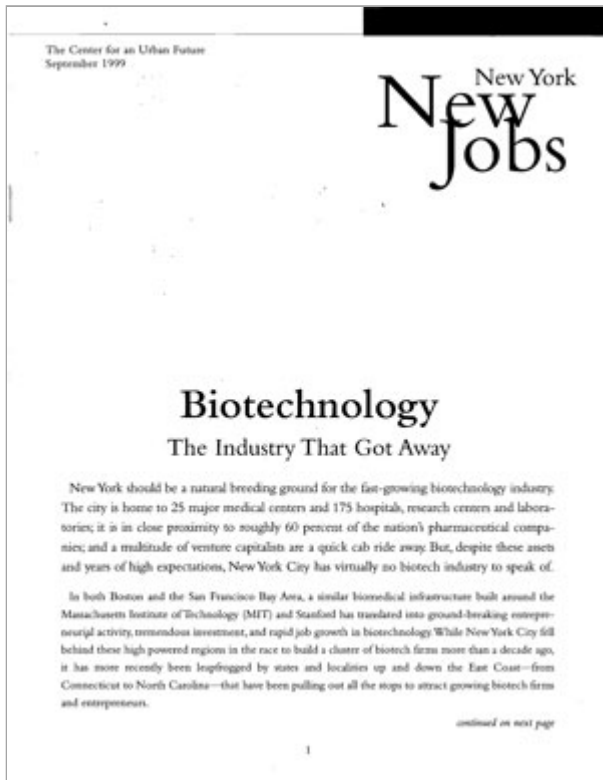 The Center for an Urban Future
September 1999
New York
New
Jobs
Biotechnology
The Industry That Got Away
New York should be a natural breeding ground for the fast-growing biotechnology industry.
The city is home to 25 major medical centers and 175 hospitals, research centers and labora-
tories; it is in close proximity to roughly 60 percent of the nation's pharmaceutical compa-
nies; and a multitude of venture capitalists are a quick cab ride away. But, despite these assets
and years of high expectations, New York City has virtually no biotech industry to speak of.
In both Boston and the San Francisco Bay Area, a similar biomedical infrastructure built around the
Massachusetts Institute of Technology (MIT) and Stanford has translated into ground-breaking entrepre-
neurial activity, tremendous investment, and rapid job growth in biotechnology. While New York City fell
behind these high powered regions in the race to build a cluster of biotech firms more than a decade ago,
it has more recently been leapfrogged by states and localities up and down the East Coast—from
Connecticut to North Carolina—that have been pulling out all the stops to attract growing biotech firms
and entrepreneurs.
continued on next page
1